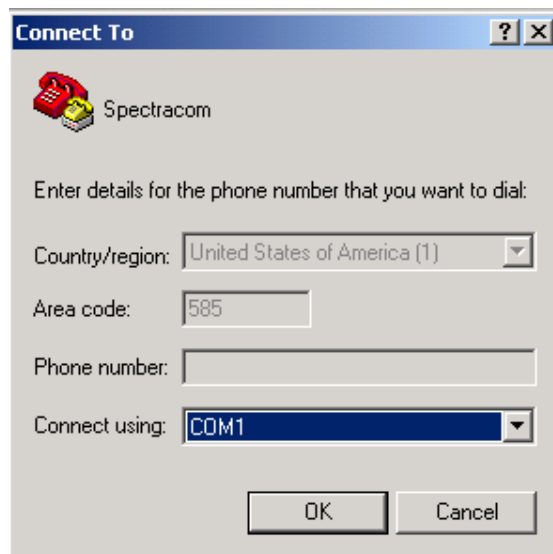 Connect To
Spectracom
Enter details for the phone number that you want to dial:
Country/region: United States of America (1)
Area code: 585
Phone number:
Connect using: COM1
OK Cancel